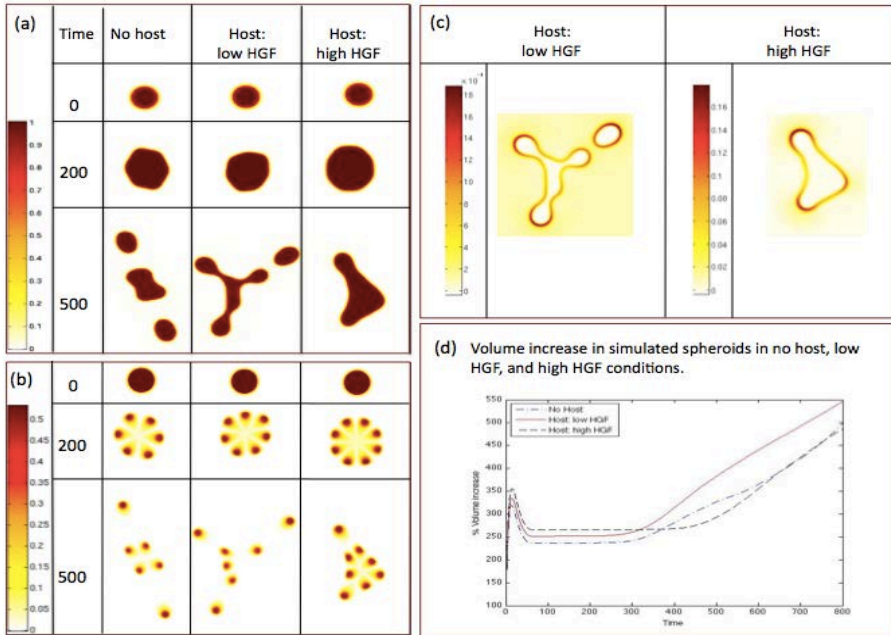 (a)
Time
No host
Host:
low HGF
Host:
high HGF
0
200
500
1
0.9
0.8
0.7
0.6
0.5
0.4
0.3
0.2
0.1
0
(b)
0
200
500
0.5
0.45
0.4
0.35
0.3
0.25
0.2
0.15
0.1
0.05
0
(c)
Host:
low HGF
Host:
high HGF
18
16
14
12
10
8
6
4
2
0
0.16
0.14
0.12
0.1
0.08
0.06
0.04
0.02
0
(d) Volume increase in simulated spheroids in no host, low
HGF, and high HGF conditions.
550
500
450
400
350
300
250
200
150
100
% Volume increase
No Host
Host: low HGF
Host: high HGF
0 100 200 300 400 500 600 700 800
Time